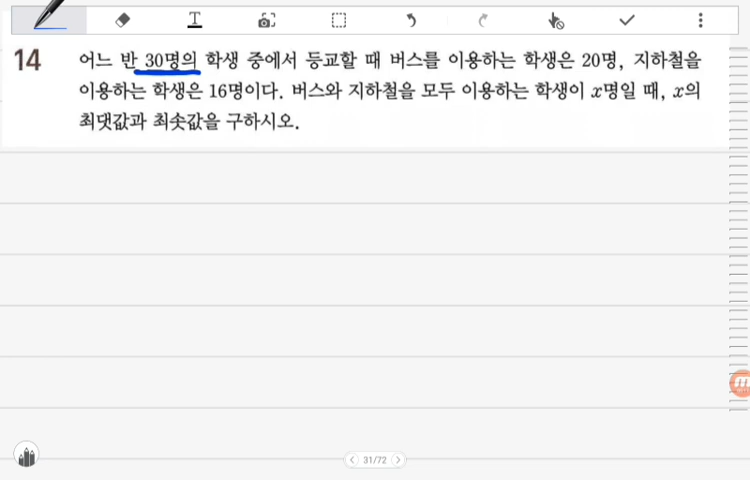 T
14 어느 반 30명의 학생 중에서 등교할 때 버스를 이용하는 학생은 20명, 지하철을
이용하는 학생은 16명이다. 버스와 지하철을 모두 이용하는 학생이 x명일 때, x의
최댓값과 최솟값을 구하시오.
31/72